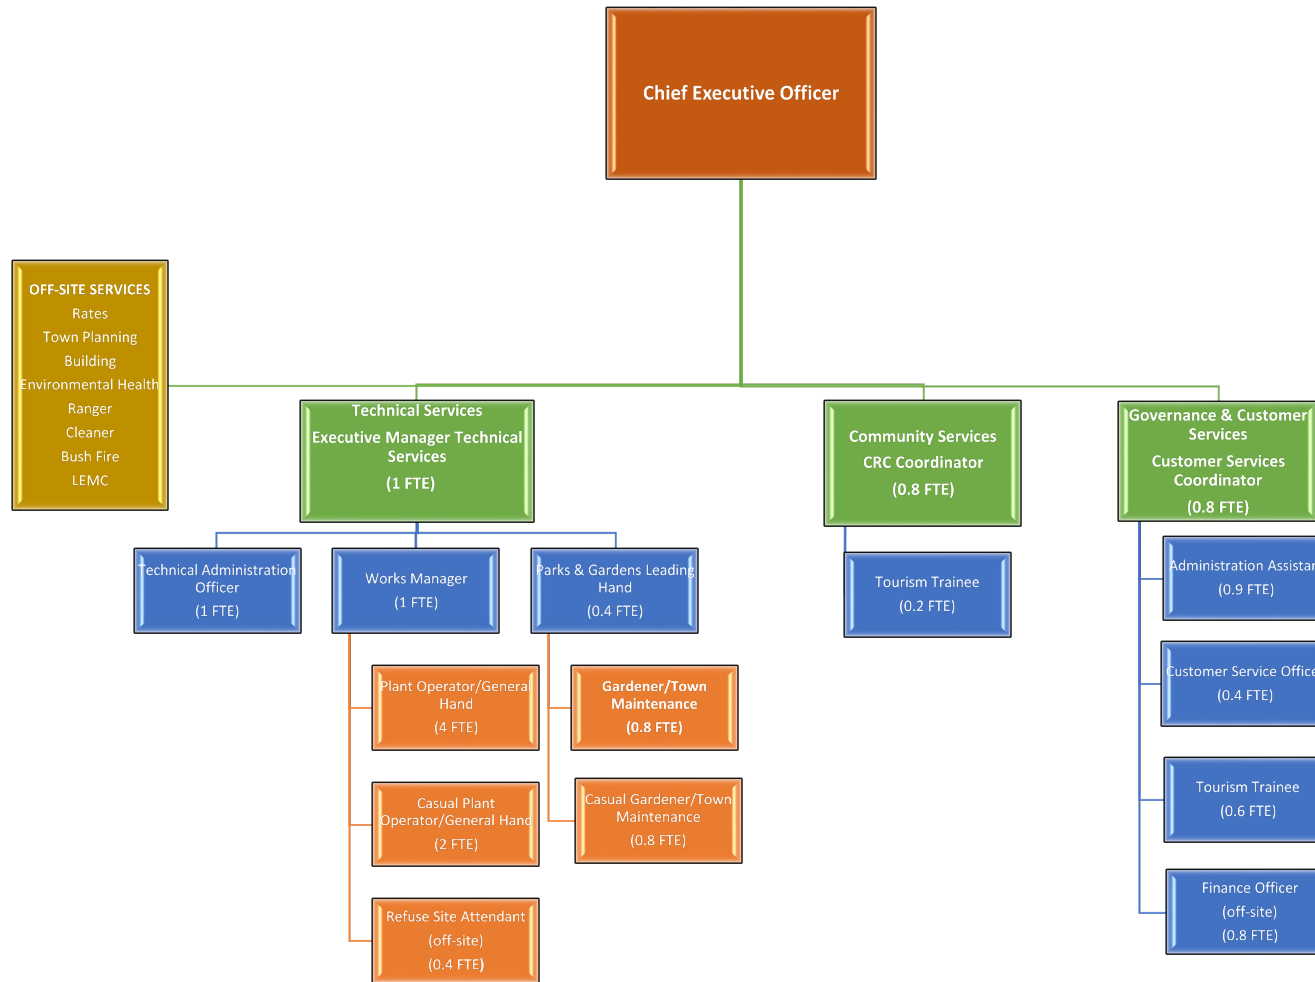 Chief Executive Officer
OFF-SITE SERVICES
Rates
Town Planning
Building
Environmental Health
Ranger
Cleaner
Bush Fire
LEMC
Technical Services
Executive Manager Technical
Services
(1 FTE)
Community Services
CRC Coordinator
(0.8 FTE)
Governance & Customer
Services
Customer Services
Coordinator
(0.8 FTE)
Technical Administration
Officer
(1 FTE)
Works Manager
(1 FTE)
Parks & Gardens Leading
Hand
(0.4 FTE)
Tourism Trainee
(0.2 FTE)
Administration Assistan
(0.9 FTE)
Customer Service Office
(0.4 FTE)
Tourism Trainee
(0.6 FTE)
Finance Officer
(off-site)
(0.8 FTE)
Plant Operator/General
Hand
(4 FTE)
Casual Plant
Operator/General Hand
(2 FTE)
Refuse Site Attendant
(off-site)
(0.4 FTE)
Gardener/Town
Maintenance
(0.8 FTE)
Casual Gardener/Town
Maintenance
(0.8 FTE)